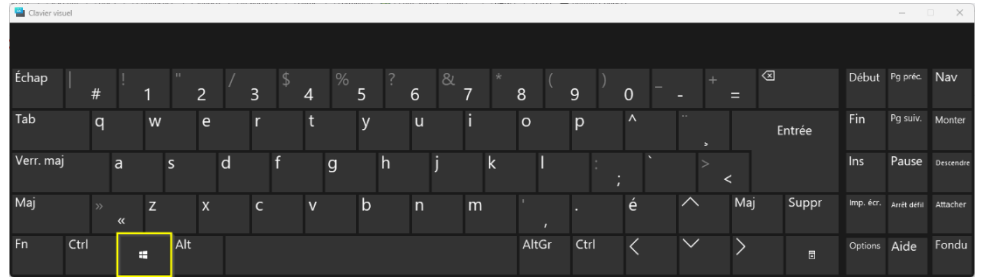 Clavier visuel
Échap | # ! 1 " 2 / 3 $ 4 % 5 ? 6 & 7 * 8 ( 9 ) 0 _ - + = Début Pg préc. Nav
Tab q w e r t y u i o p ^ ¨ ¸ Entrée Fin Pg suiv. Monter
Verr. maj a s d f g h j k l : ; ` > < Ins Pause Descendre
Maj » « z x c v b n m ' , . é Maj Suppr Imp. écr. Arrêt défil Attacher
Fn Ctrl Alt AltGr Ctrl Options Aide Fondu